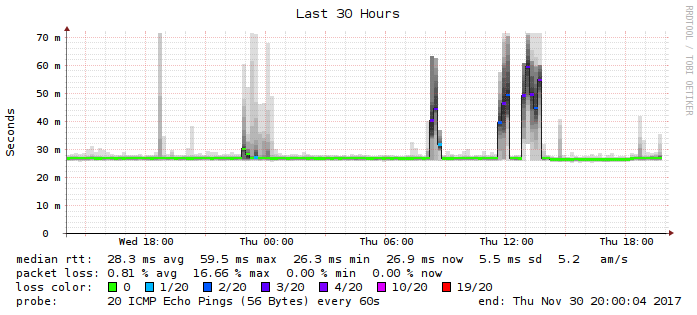 Last 30 Hours
RRDTOOL / TOBI OETIKER
Seconds
70 m
60 m
50 m
40 m
30 m
20 m
10 m
0
Wed 18:00 Thu 00:00 Thu 06:00 Thu 12:00 Thu 18:00
median rtt: 28.3 ms avg 59.5 ms max 26.3 ms min 26.9 ms now 5.5 ms sd 5.2 am/s
packet loss: 0.81 % avg 16.66 % max 0.00 % min 0.00 % now
loss color: 0 1/20 2/20 3/20 4/20 10/20 19/20
probe: 20 ICMP Echo Pings (56 Bytes) every 60s end: Thu Nov 30 20:00:04 2017